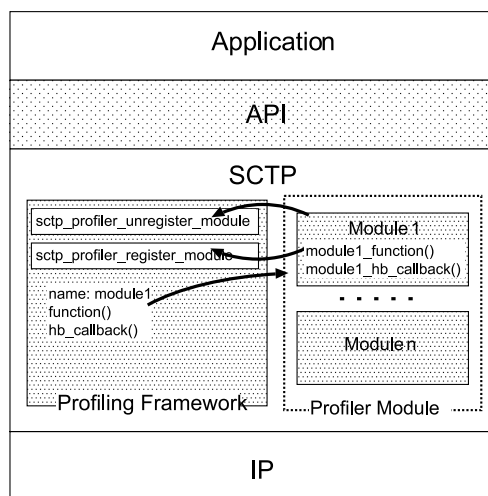 Application
API
SCTP
sctp_profiler_unregister_module
sctp_profiler_register_module
name: module1
function()
hb_callback()
Profiling Framework
Module 1
module1_function()
module1_hb_callback()
. . . . .
Module n
Profiler Module
IP